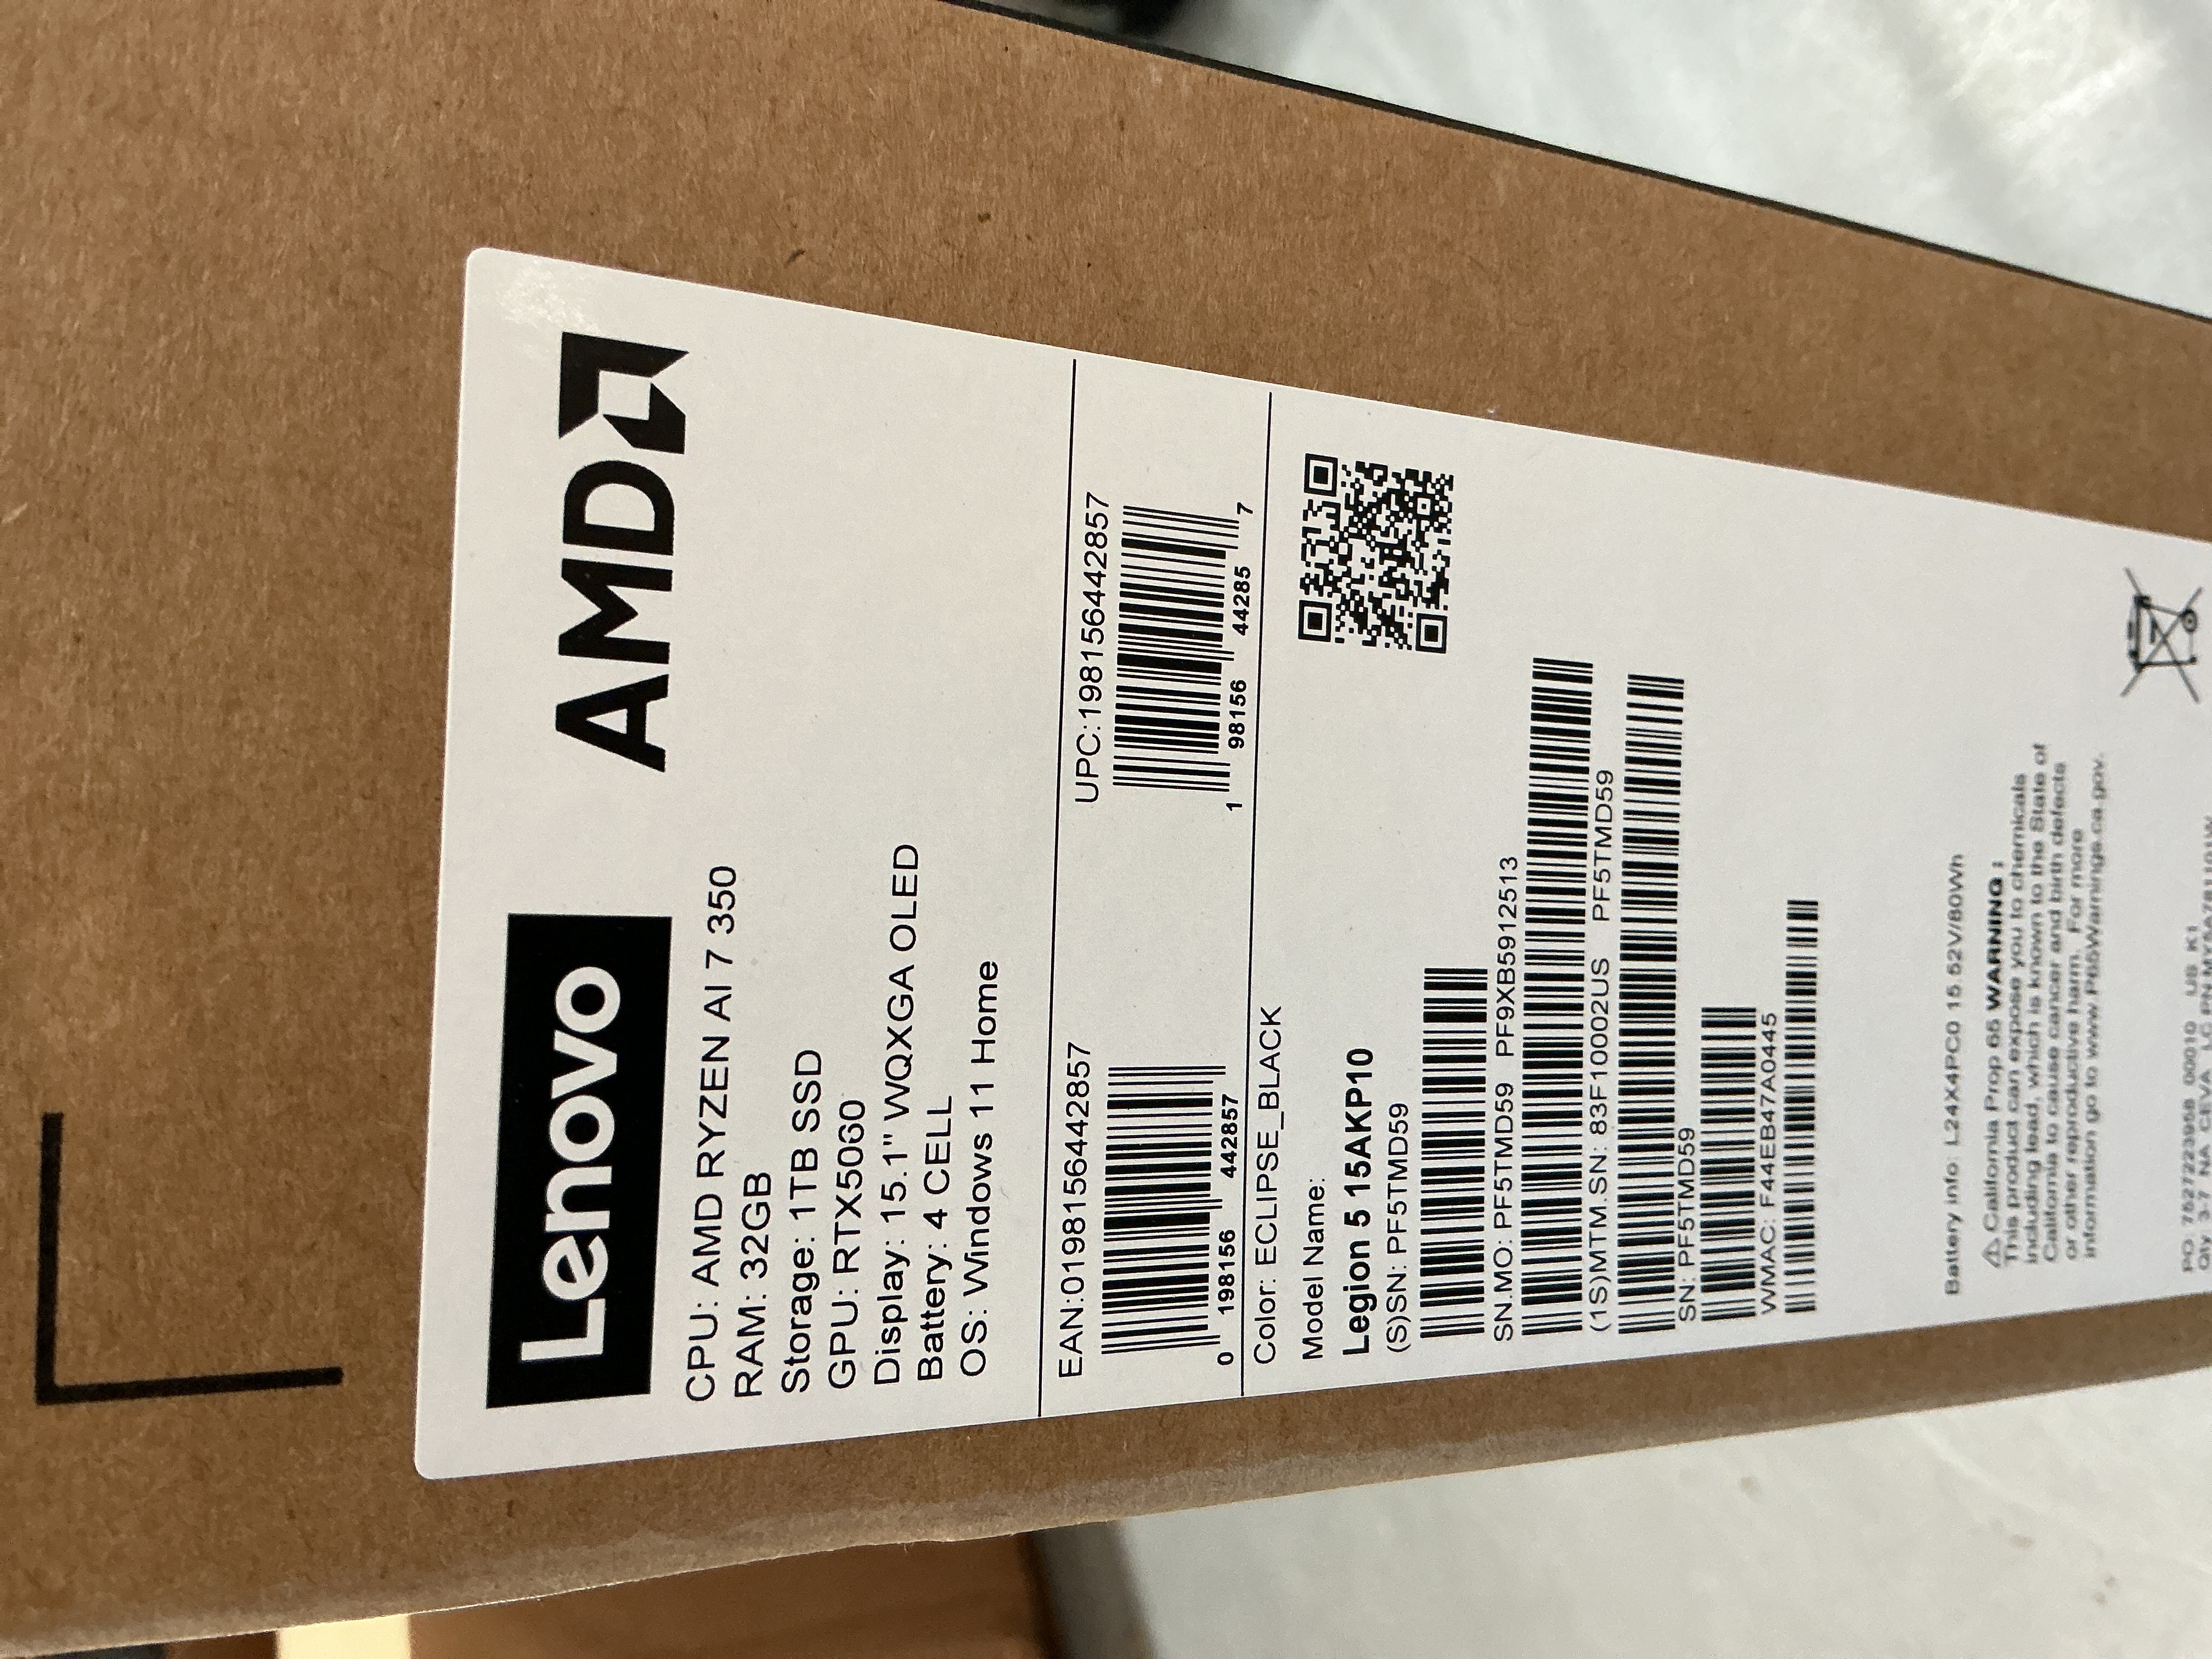 Lenovo
AMD
CPU: AMD RYZEN AI 7 350
RAM: 32GB
Storage: 1TB SSD
GPU: RTX5060
Display: 15.1" WQXGA OLED
Battery: 4 CELL
OS: Windows 11 Home
EAN:0198156442857
0 198156 442857
UPC:198156442857
1 98156 44285 7
Color: ECLIPSE_BLACK
Model Name:
Legion 5 15AKP10
(S)SN: PF5TMD59
SN.MO: PF5TMD59 PF9XB5912513
(1S)MTM.SN: 83F10002US PF5TMD59
SN: PF5TMD59
WMAC: F44EB47A0445
Battery info: L24X4PC0 15.52V/80Wh
⚠ California Prop 65 WARNING :
This product can expose you to chemicals
including lead, which is known to the State of
California to cause cancer and birth defects
or other reproductive harm. For more
information go to www.P65Warnings.ca.gov.